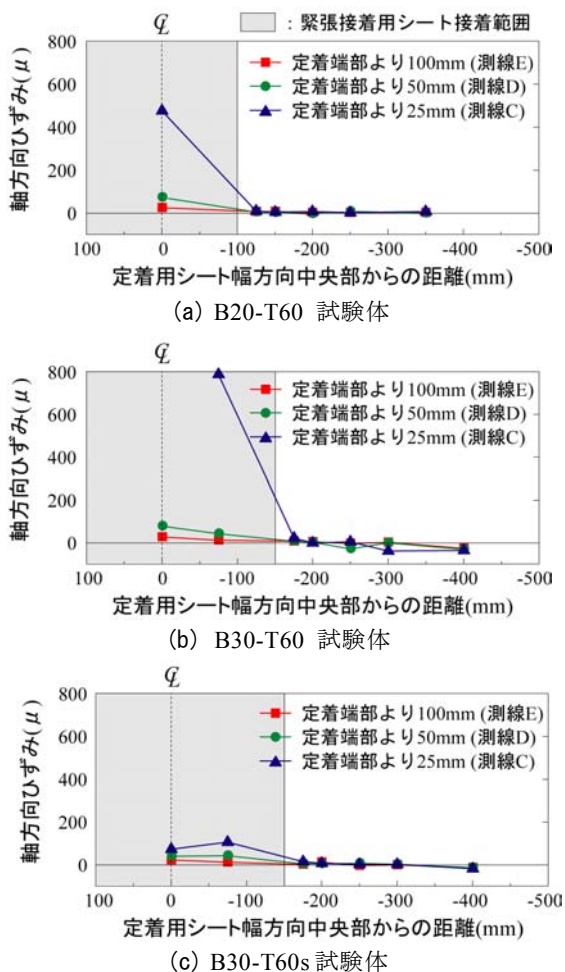 ℄ : 緊張接着用シート接着範囲
800
600
400
200
0
軸方向ひずみ(μ)
定着端部より100mm (測線E)
定着端部より50mm (測線D)
定着端部より25mm (測線C)
100 0 -100 -200 -300 -400 -500
定着用シート幅方向中央部からの距離(mm)
(a) B20-T60 試験体
℄
800
600
400
200
0
軸方向ひずみ(μ)
定着端部より100mm (測線E)
定着端部より50mm (測線D)
定着端部より25mm (測線C)
100 0 -100 -200 -300 -400 -500
定着用シート幅方向中央部からの距離(mm)
(b) B30-T60 試験体
℄
800
600
400
200
0
軸方向ひずみ(μ)
定着端部より100mm (測線E)
定着端部より50mm (測線D)
定着端部より25mm (測線C)
100 0 -100 -200 -300 -400 -500
定着用シート幅方向中央部からの距離(mm)
(c) B30-T60s 試験体